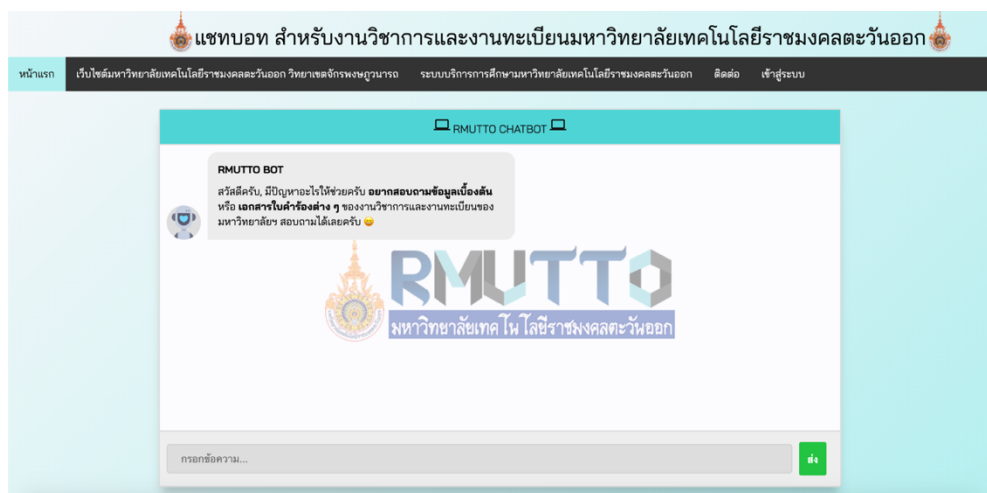 แชทบอท สำหรับงานวิชาการและงานทะเบียนมหาวิทยาลัยเทคโนโลยีราชมงคลตะวันออก
หน้าแรก เว็บไซต์มหาวิทยาลัยเทคโนโลยีราชมงคลตะวันออก วิทยาเขตจักรพงษภูวนารถ ระบบบริการการศึกษามหาวิทยาลัยเทคโนโลยีราชมงคลตะวันออก ติดต่อ เข้าสู่ระบบ
RMUTTO CHATBOT
RMUTTO BOT
สวัสดีครับ, มีปัญหาอะไรให้ช่วยครับ อยากสอบถามข้อมูลเบื้องต้น
หรือ เอกสารใบคำร้องต่าง ๆ ของงานวิชาการและงานทะเบียนของ
มหาวิทยาลัยฯ สอบถามได้เลยครับ 😄
RMUTTO
มหาวิทยาลัยเทคโนโลยีราชมงคลตะวันออก
กรอกข้อความ...
ส่ง